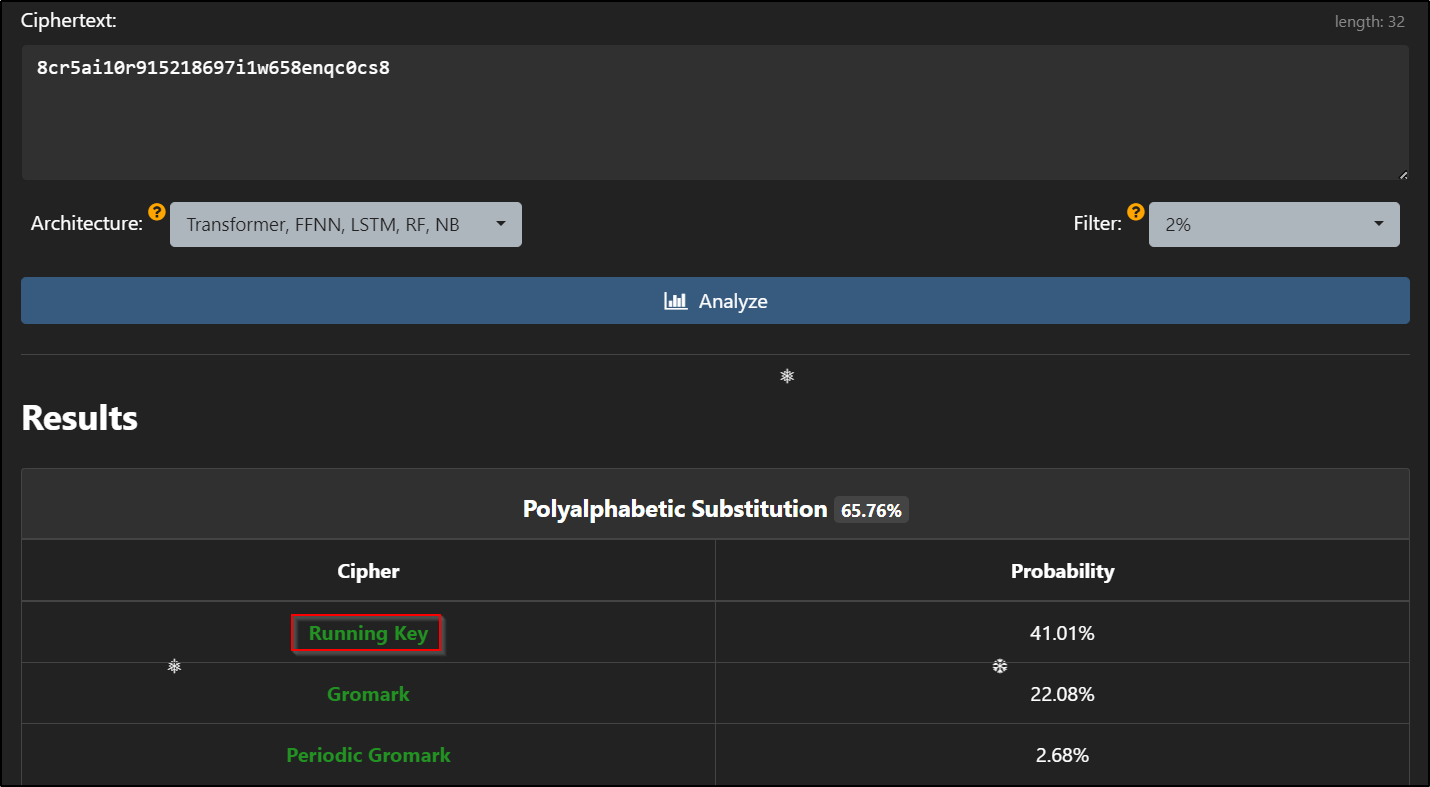 Ciphertext:
length: 32
8cr5ai10r915218697i1w658enqc0cs8
Architecture:
?
Transformer, FFNN, LSTM, RF, NB
Filter:
?
2%
Analyze
Results
Polyalphabetic Substitution 65.76%
Cipher
Probability
Running Key
41.01%
Gromark
22.08%
Periodic Gromark
2.68%